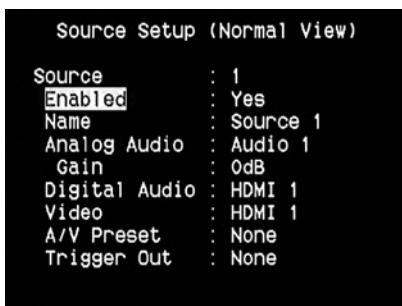 Source Setup (Normal View)
Source : 1
Enabled : Yes
Name : Source 1
Analog Audio : Audio 1
Gain : 0dB
Digital Audio : HDMI 1
Video : HDMI 1
A/V Preset : None
Trigger Out : None